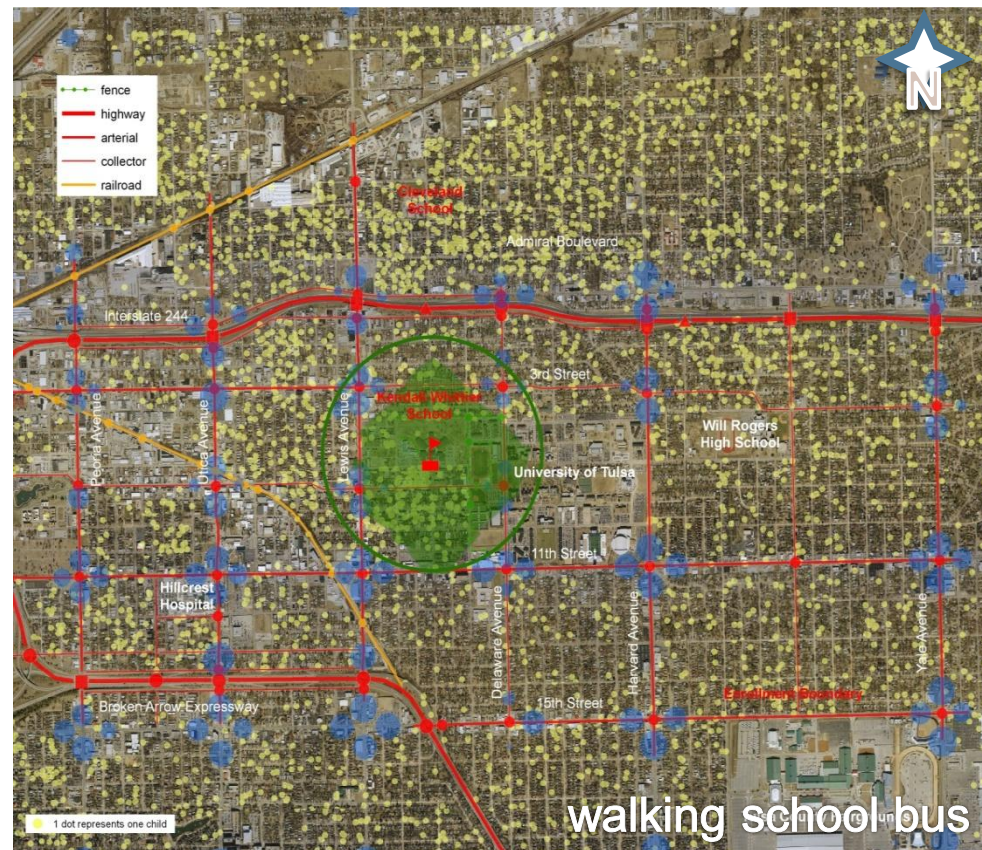 N
fence
highway
arterial
collector
railroad
Cleveland
School
Admiral Boulevard
Interstate 244
3rd Street
Kendall-Whittier
School
Peoria Avenue
Utica Avenue
Lewis Avenue
Will Rogers
High School
University of Tulsa
11th Street
Hillcrest
Hospital
Delaware Avenue
Harvard Avenue
Yale Avenue
Enrollment Boundary
Broken Arrow Expressway
15th Street
1 dot represents one child
walking school bus